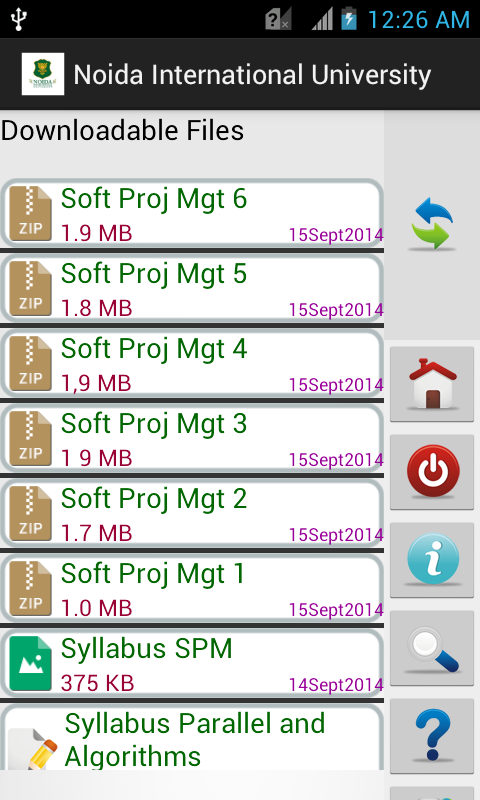 12:26 AM
Noida International University
Downloadable Files
Soft Proj Mgt 6
ZIP
1.9 MB 15Sept2014
Soft Proj Mgt 5
ZIP
1.8 MB 15Sept2014
Soft Proj Mgt 4
ZIP
1,9 MB 15Sept2014
Soft Proj Mgt 3
ZIP
1 9 MB 15Sept2014
Soft Proj Mgt 2
ZIP
1.7 MB 15Sept2014
Soft Proj Mgt 1
ZIP
1.0 MB 15Sept2014
Syllabus SPM
375 KB 14Sept2014
Syllabus Parallel and
Algorithms